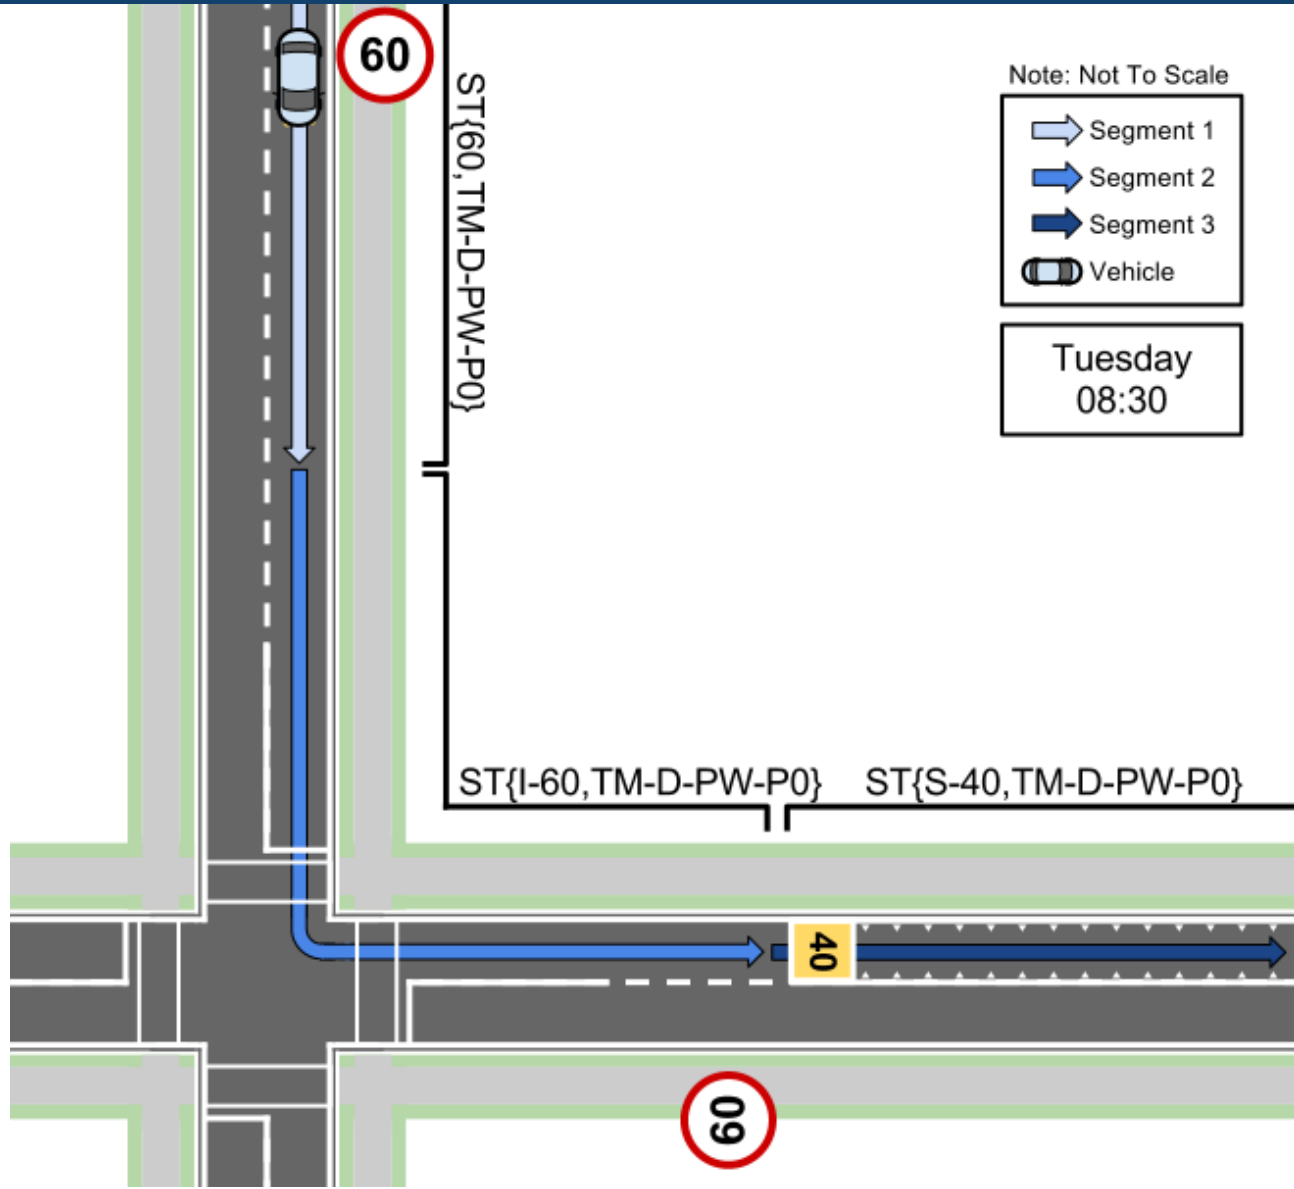 60
ST{60,TM-D-PW-P0}
Note: Not To Scale
Segment 1
Segment 2
Segment 3
Vehicle
Tuesday
08:30
ST{I-60,TM-D-PW-P0}
ST{S-40,TM-D-PW-P0}
40
60